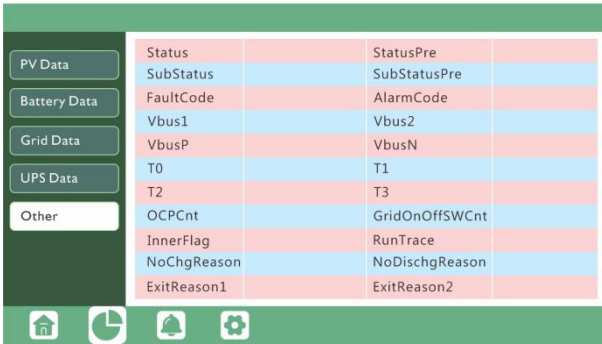 PV Data
Battery Data
Grid Data
UPS Data
Other
Status StatusPre
SubStatus SubStatusPre
FaultCode AlarmCode
Vbus1 Vbus2
VbusP VbusN
T0 T1
T2 T3
OCPCnt GridOnOffSWCnt
InnerFlag RunTrace
NoChgReason NoDischgReason
ExitReason1 ExitReason2